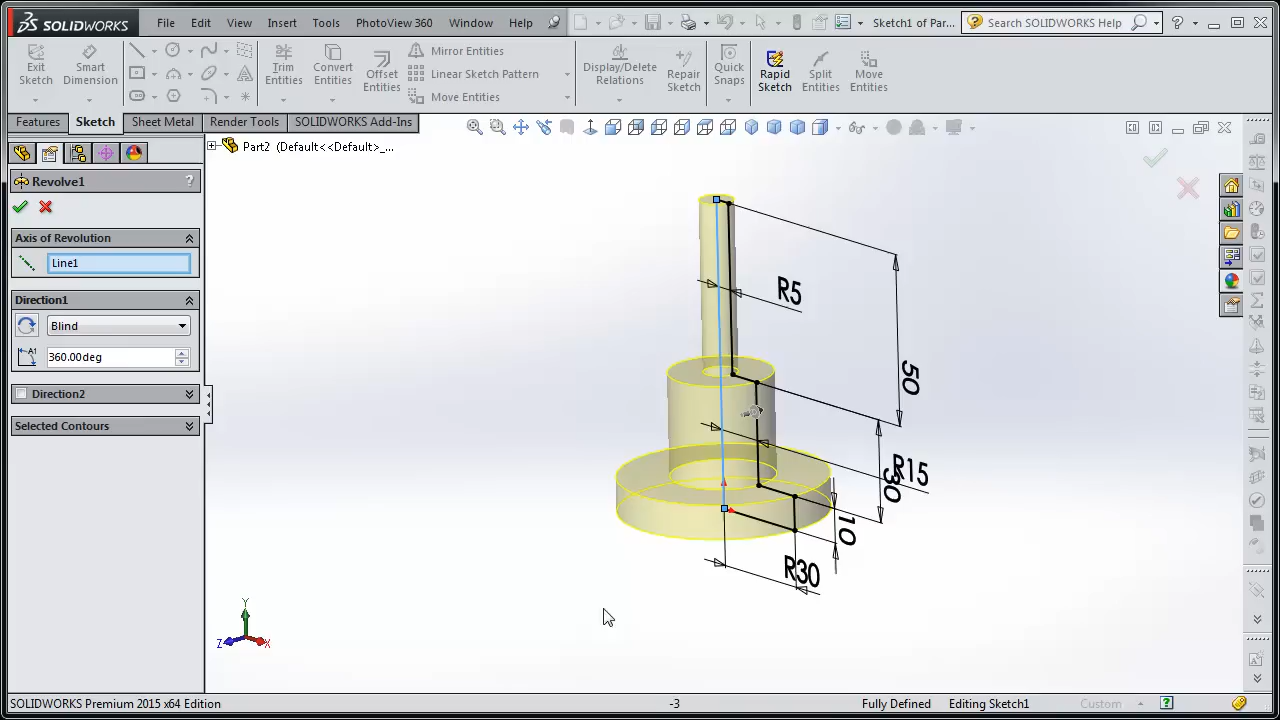 SOLIDWORKS File Edit View Insert Tools PhotoView 360 Window Help Sketch1 of Par... Search SOLIDWORKS Help
Exit Sketch
Smart Dimension
Trim Entities
Convert Entities
Offset Entities
Mirror Entities
Linear Sketch Pattern
Move Entities
Display/Delete Relations
Repair Sketch
Quick Snaps
Rapid Sketch
Split Entities
Move Entities
Features Sketch Sheet Metal Render Tools SOLIDWORKS Add-Ins
Part2 (Default<<Default>_...
Revolve1 ?
Axis of Revolution
Line1
Direction1
Blind
A1
360.00deg
Direction2
Selected Contours
R5
50
R15
30
10
R30
Y
Z
X
SOLIDWORKS Premium 2015 x64 Edition -3 Fully Defined Editing Sketch1 Custom ?